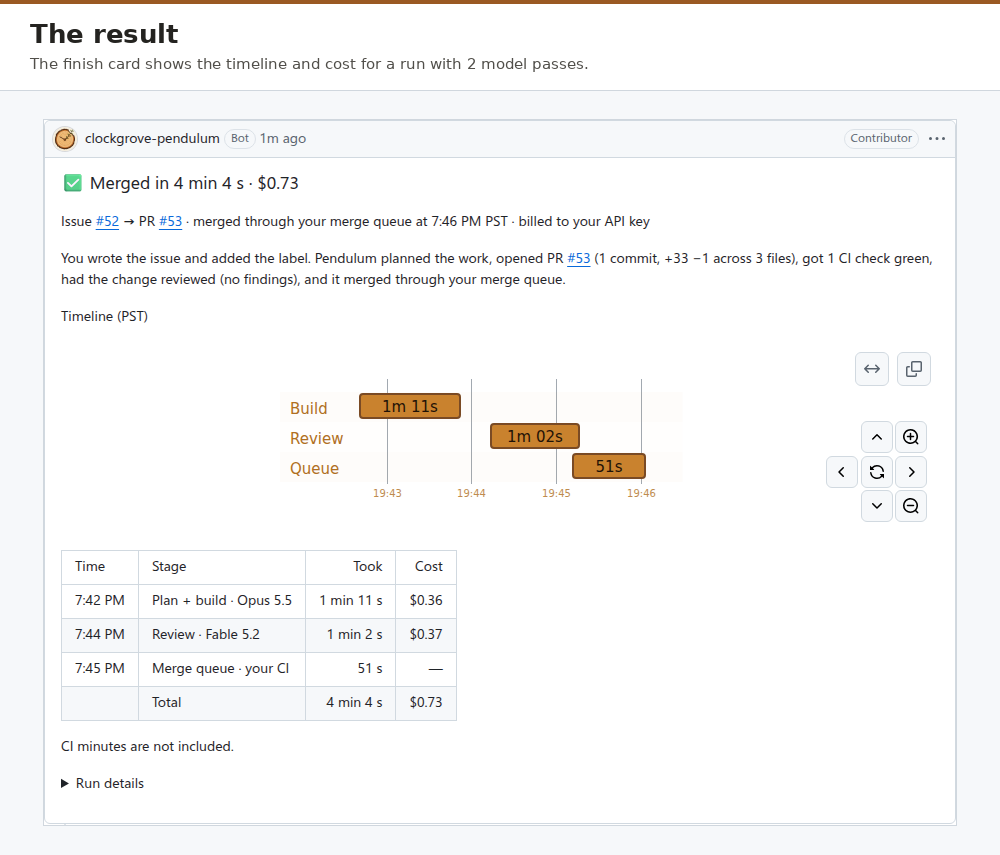 The result
The finish card shows the timeline and cost for a run with 2 model passes.
clockgrove-pendulum Bot 1m ago Contributor
Merged in 4 min 4 s · $0.73
Issue #52 → PR #53 · merged through your merge queue at 7:46 PM PST · billed to your API key
You wrote the issue and added the label. Pendulum planned the work, opened PR #53 (1 commit, +33 −1 across 3 files), got 1 CI check green,
had the change reviewed (no findings), and it merged through your merge queue.
Timeline (PST)
Build 1m 11s
Review 1m 02s
Queue 51s
19:43 19:44 19:45 19:46
Time Stage Took Cost
7:42 PM Plan + build · Opus 5.5 1 min 11 s $0.36
7:44 PM Review · Fable 5.2 1 min 2 s $0.37
7:45 PM Merge queue · your CI 51 s —
Total 4 min 4 s $0.73
CI minutes are not included.
Run details